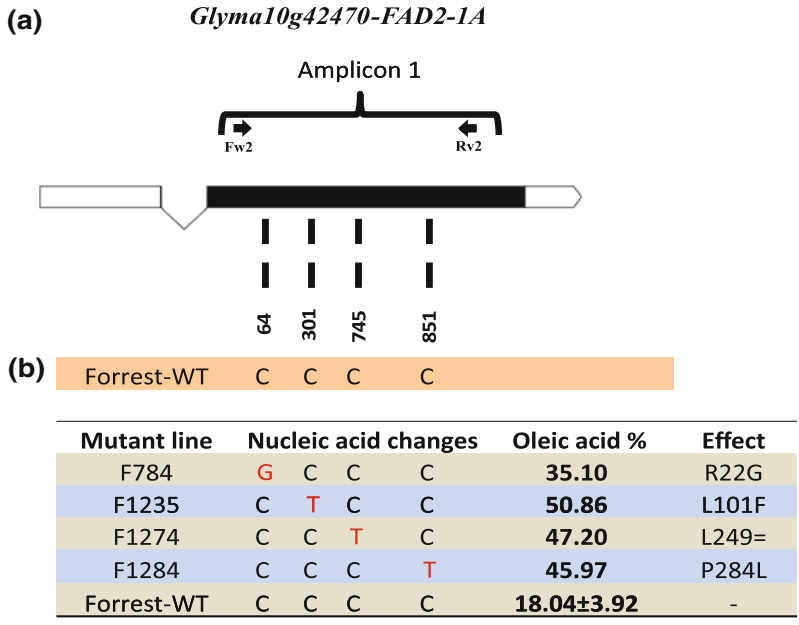 (a)
Glyma10g42470-FAD2-1A
Amplicon 1
Fw2 Rv2
64 301 745 851
(b)
Forrest-WT C C C C
Mutant line Nucleic acid changes Oleic acid % Effect
F784 G C C C 35.10 R22G
F1235 C T C C 50.86 L101F
F1274 C C T C 47.20 L249=
F1284 C C C T 45.97 P284L
Forrest-WT C C C C 18.04±3.92 -